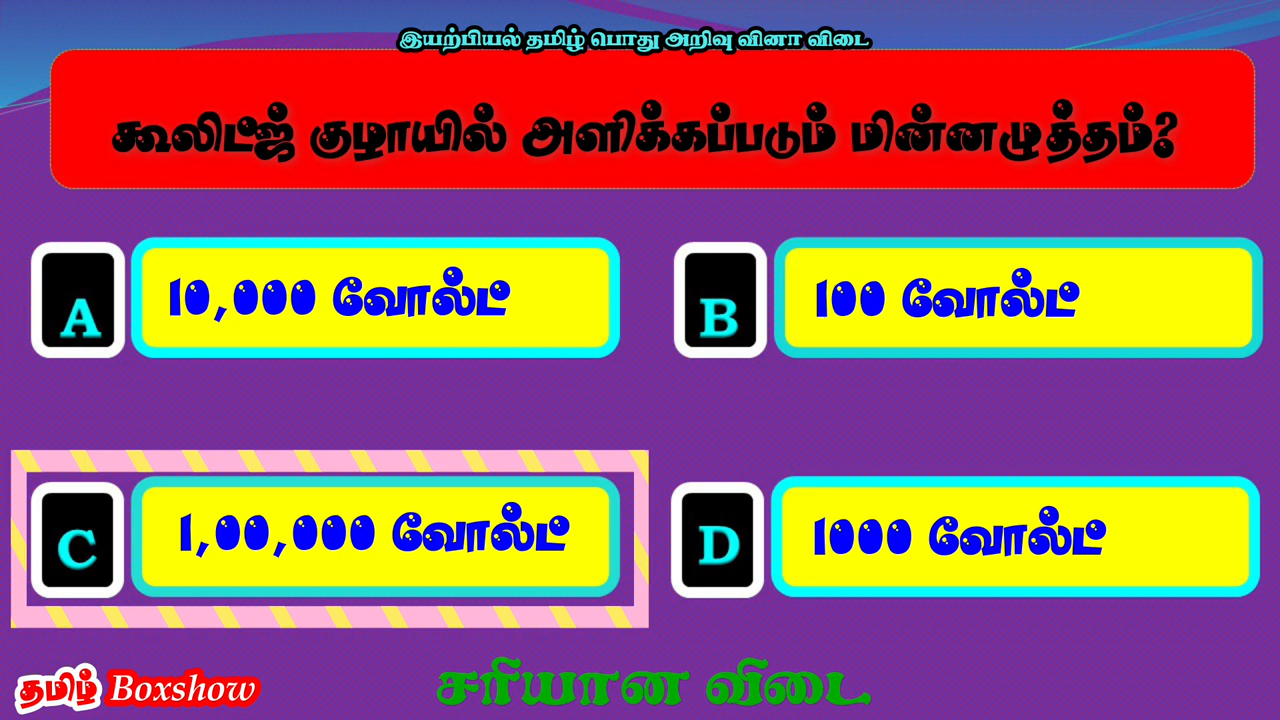 இயற்பியல் தமிழ் பொது அறிவு வினா விடை
கூலிட்ஜ் குழாயில் அளிக்கப்படும் மின்னழுத்தம்?
A 10,000 வோல்ட்
B 100 வோல்ட்
C 1,00,000 வோல்ட்
D 1000 வோல்ட்
சரியான விடை
தமிழ் Boxshow